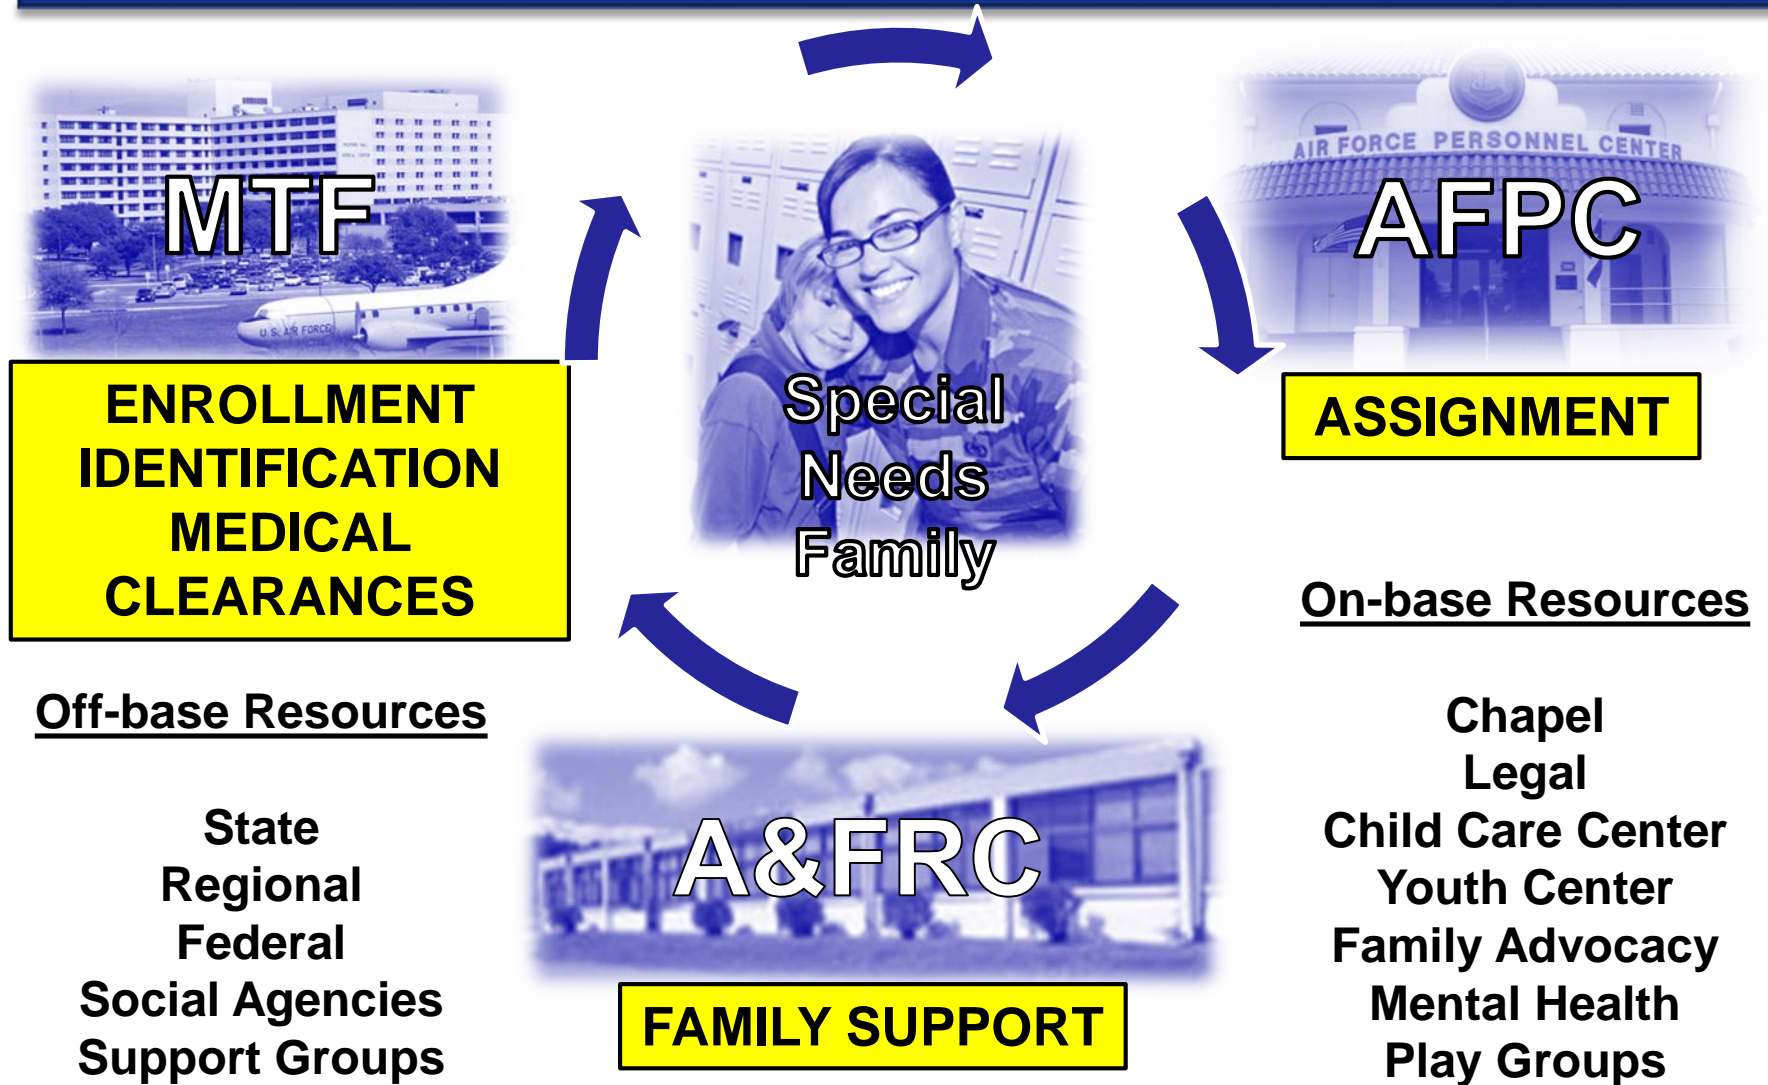 MTF
ENROLLMENT
IDENTIFICATION
MEDICAL
CLEARANCES
U.S. AIR FORCE
Special
Needs
Family
AIR FORCE PERSONNEL CENTER
AFPC
ASSIGNMENT
Off-base Resources
State
Regional
Federal
Social Agencies
Support Groups
A&FRC
FAMILY SUPPORT
On-base Resources
Chapel
Legal
Child Care Center
Youth Center
Family Advocacy
Mental Health
Play Groups